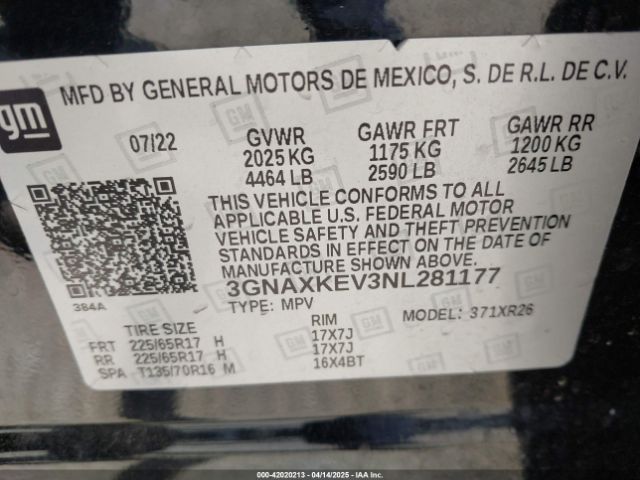 gm
MFD BY GENERAL MOTORS DE MEXICO, S. DE R.L. DE C.V.
07/22 GVWR GAWR FRT GAWR RR
2025 KG 1175 KG 1200 KG
4464 LB 2590 LB 2645 LB
THIS VEHICLE CONFORMS TO ALL
APPLICABLE U.S. FEDERAL MOTOR
VEHICLE SAFETY AND THEFT PREVENTION
STANDARDS IN EFFECT ON THE DATE OF
MANUFACTURE SHOWN ABOVE.
384A
3GNAXKEV3NL281177
TYPE: MPV MODEL: 371XR26
TIRE SIZE RIM
FRT 225/65R17 H 17X7J
RR 225/65R17 H 17X7J
SPA T135/70R16 M 16X4BT
000-42020213 04/14/2025 IAAI.COM